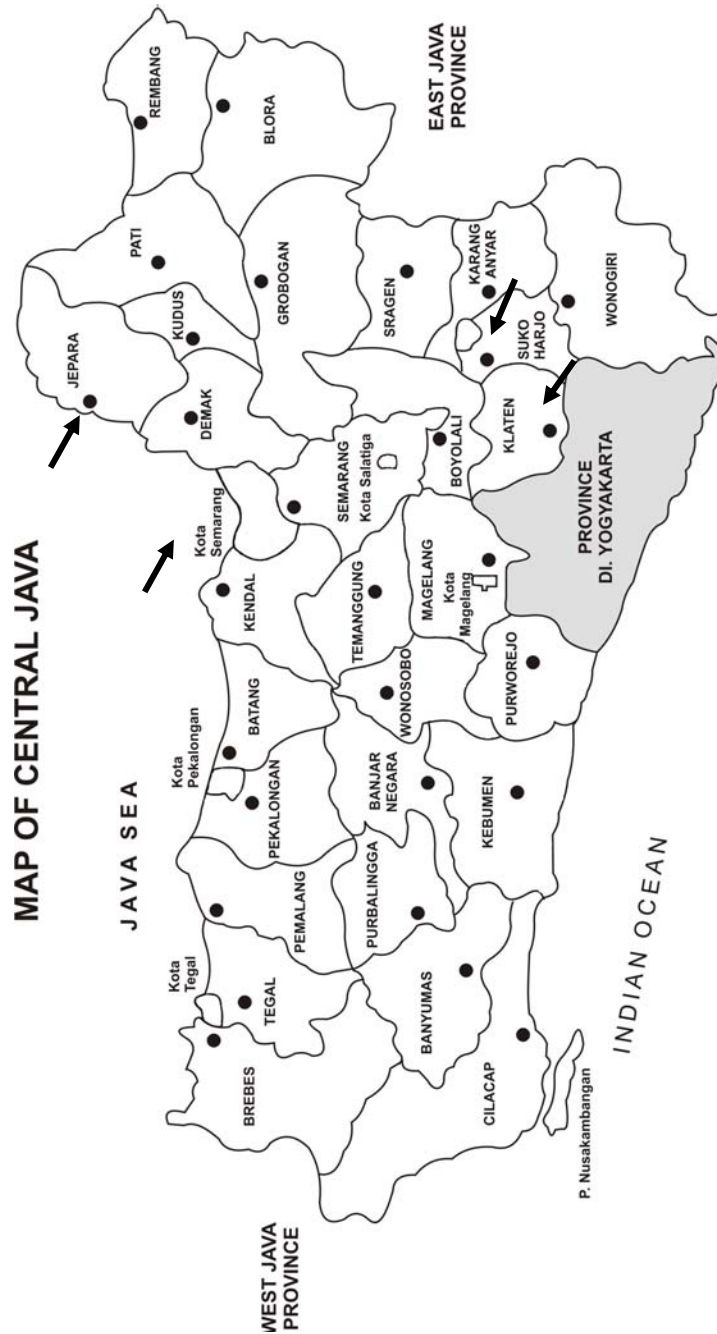 MAP OF CENTRAL JAVA
JAVA SEA
WEST JAVA
PROVINCE
EAST JAVA
PROVINCE
INDIAN OCEAN
P. Nusakambangan
BREBES
Kota
Tegal
TEGAL
PEMALANG
Kota
Pekalongan
PEKALONGAN
BATANG
KENDAL
Kota
Semarang
SEMARANG
Kota Salatiga
DEMAK
JEPARA
KUDUS
PATI
REMBANG
BLORA
GROBOGAN
SRAGEN
KARANG
ANYAR
SUKO
HARJO
WONOGIRI
KLATEN
BOYOLALI
TEMANGGUNG
MAGELANG
Kota
Magelang
WONOSOBO
PURWOREJO
BANJAR
NEGARA
KEBUMEN
PURBALINGGA
BANYUMAS
CILACAP
PROVINCE
DI. YOGYAKARTA